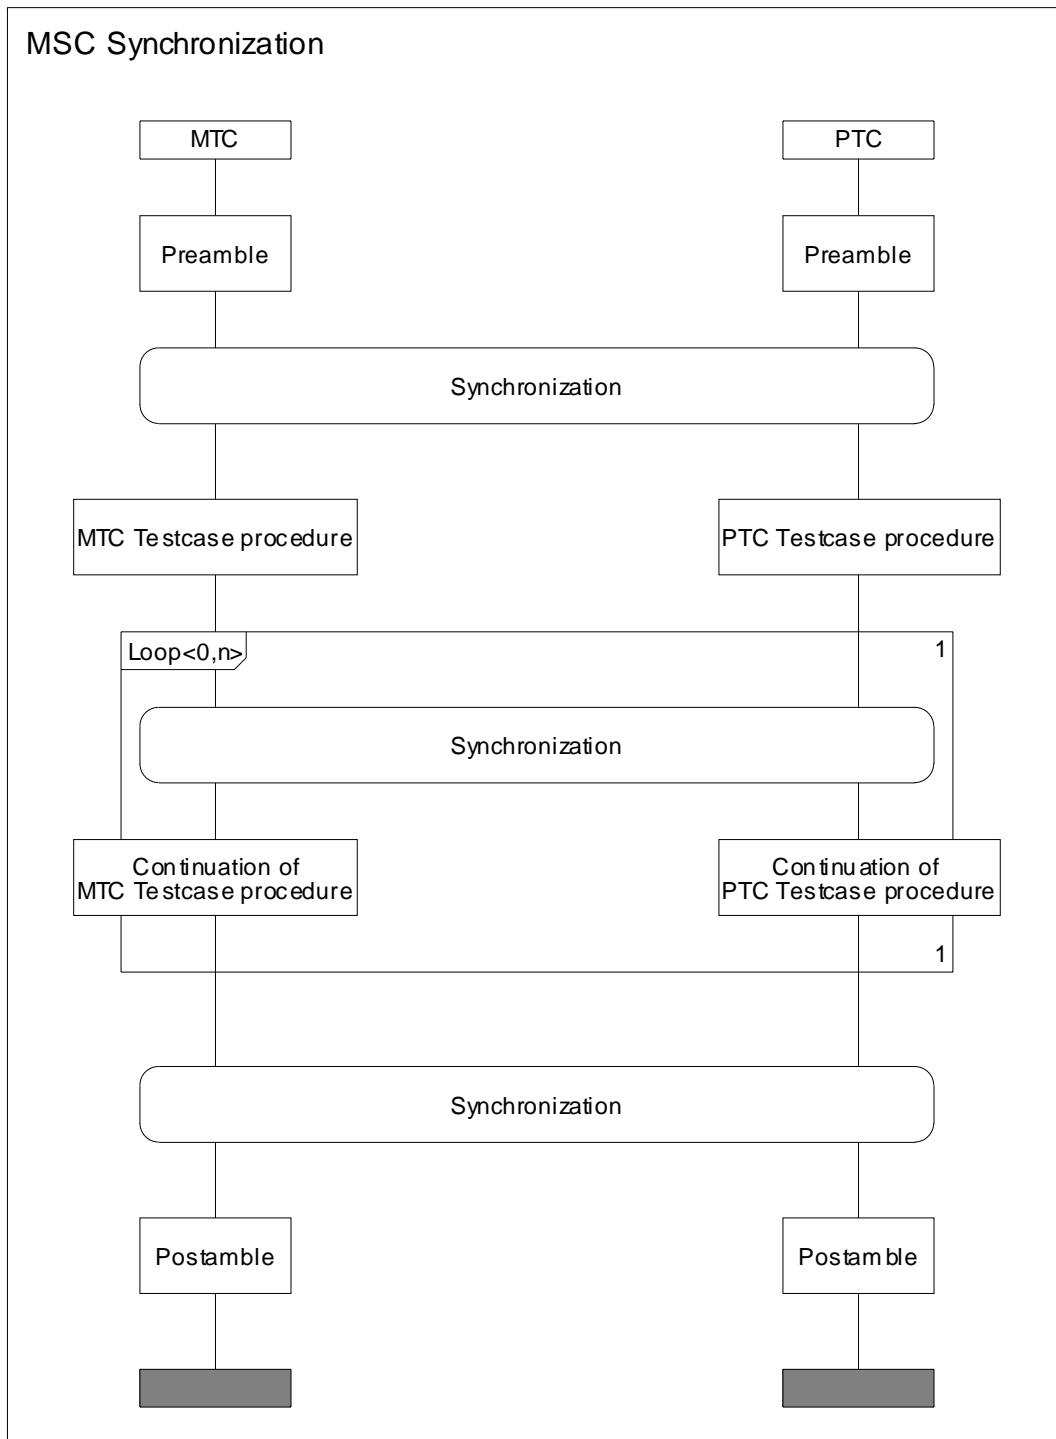 MSC Synchronization
MTC
PTC
Preamble
Preamble
Synchronization
MTC Testcase procedure
PTC Testcase procedure
Loop<0,n>
1
Synchronization
Continuation of
MTC Testcase procedure
Continuation of
PTC Testcase procedure
1
Synchronization
Postamble
Postamble